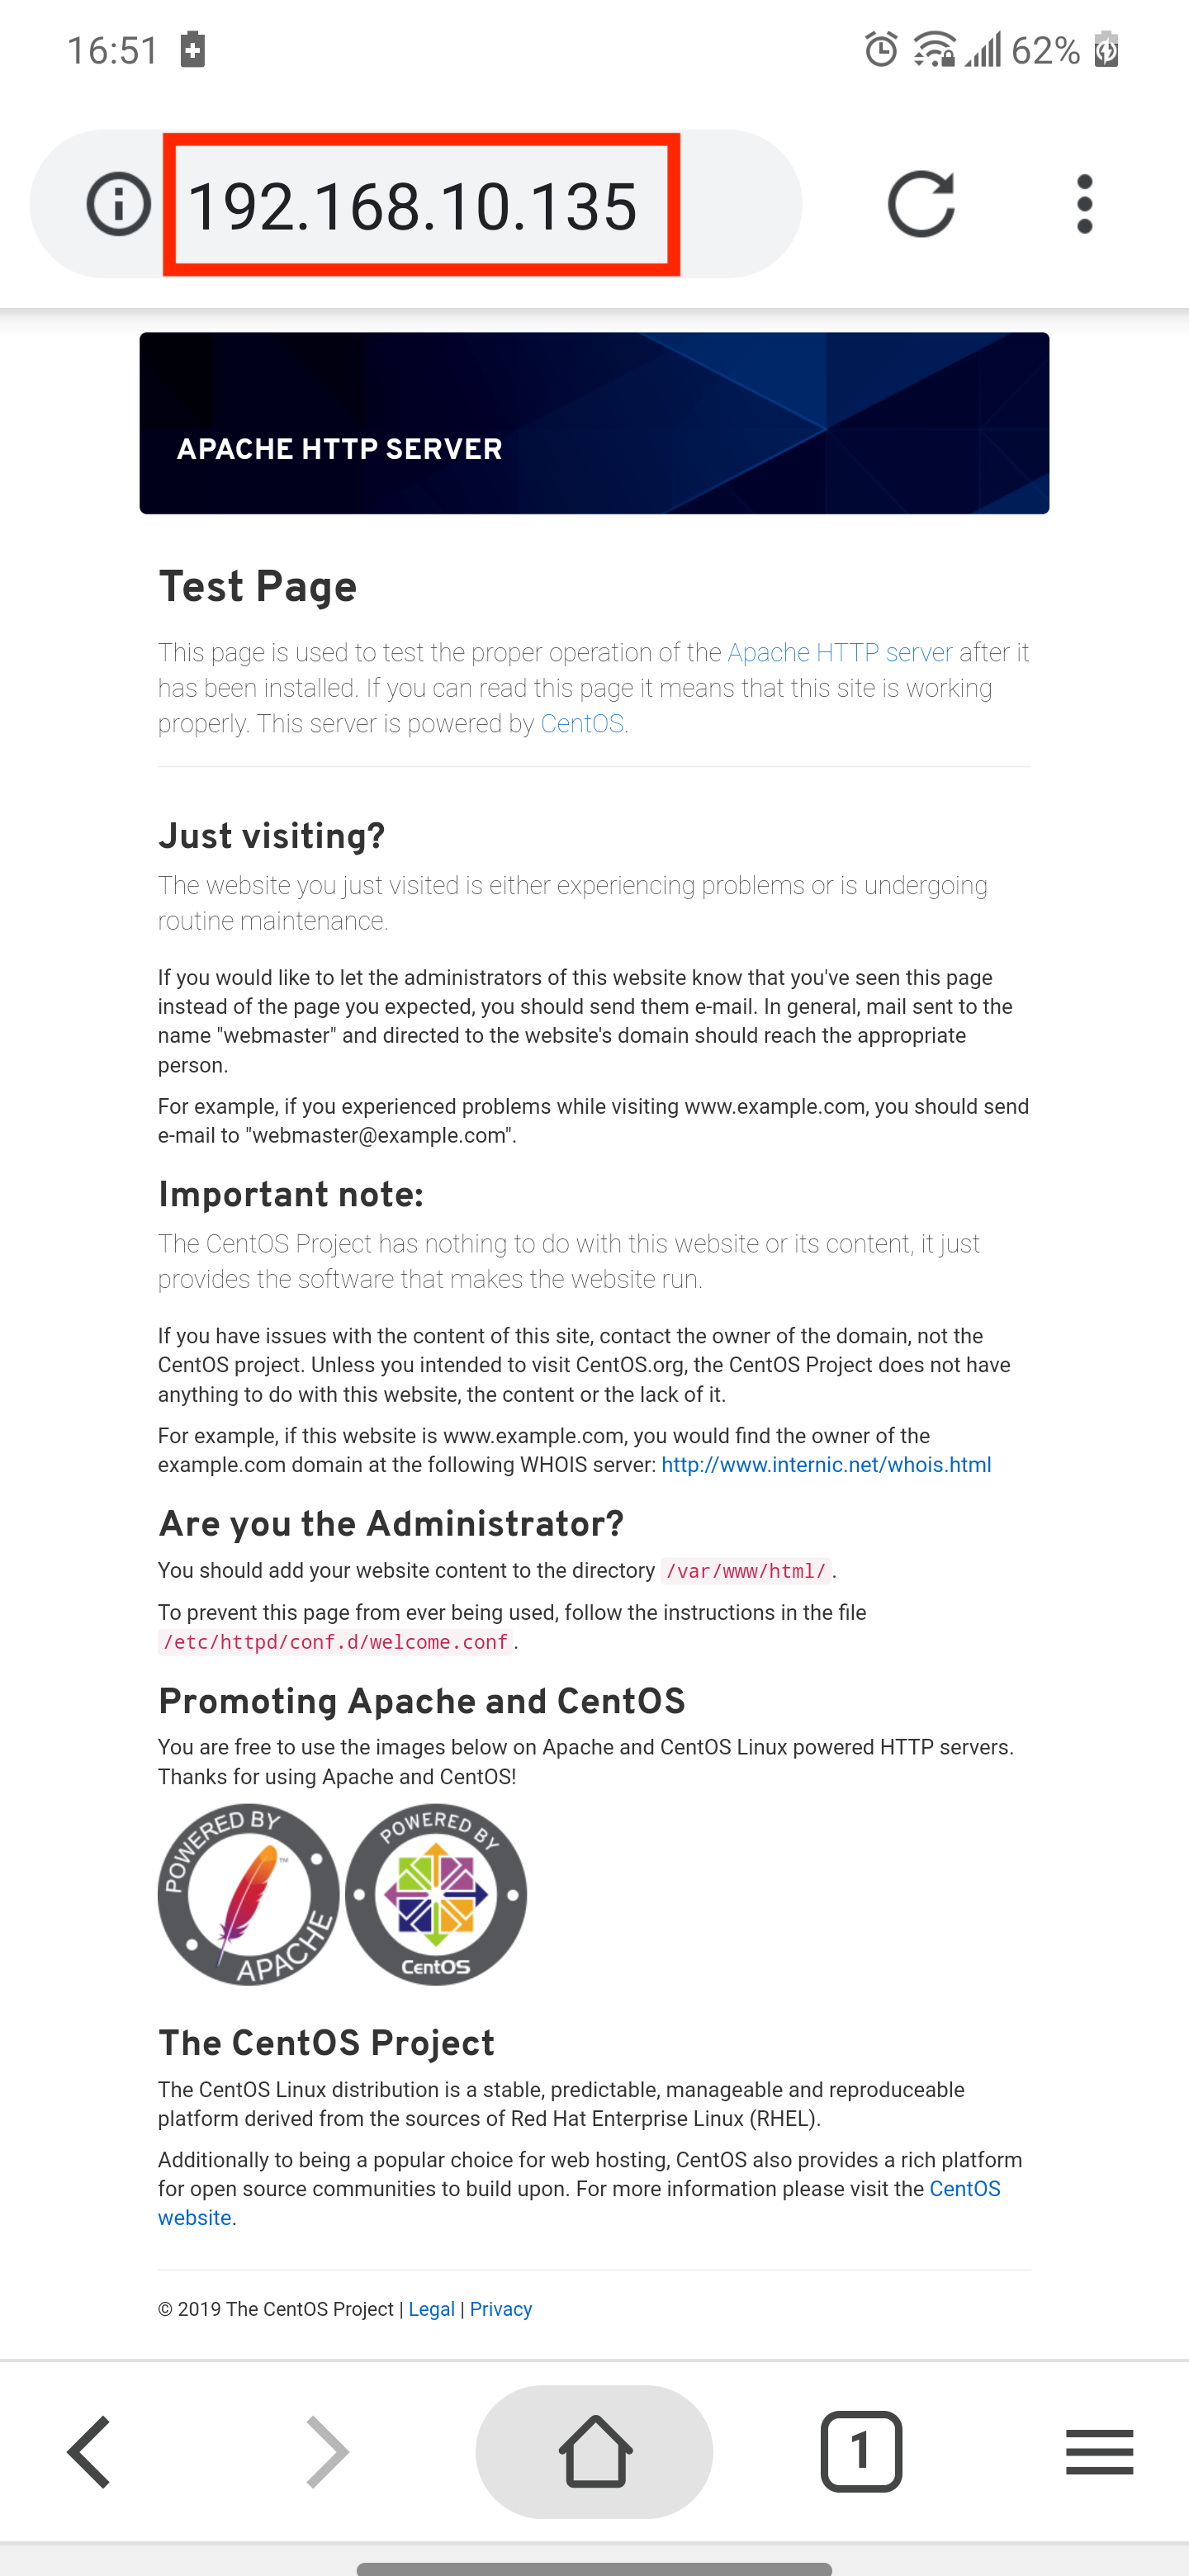 16:51
62%
192.168.10.135
APACHE HTTP SERVER
Test Page
This page is used to test the proper operation of the Apache HTTP server after it
has been installed. If you can read this page it means that this site is working
properly. This server is powered by CentOS.
Just visiting?
The website you just visited is either experiencing problems or is undergoing
routine maintenance.
If you would like to let the administrators of this website know that you've seen this page
instead of the page you expected, you should send them e-mail. In general, mail sent to the
name "webmaster" and directed to the website's domain should reach the appropriate
person.
For example, if you experienced problems while visiting www.example.com, you should send
e-mail to "webmaster@example.com".
Important note:
The CentOS Project has nothing to do with this website or its content, it just
provides the software that makes the website run.
If you have issues with the content of this site, contact the owner of the domain, not the
CentOS project. Unless you intended to visit CentOS.org, the CentOS Project does not have
anything to do with this website, the content or the lack of it.
For example, if this website is www.example.com, you would find the owner of the
example.com domain at the following WHOIS server: http://www.internic.net/whois.html
Are you the Administrator?
You should add your website content to the directory /var/www/html/.
To prevent this page from ever being used, follow the instructions in the file
/etc/httpd/conf.d/welcome.conf.
Promoting Apache and CentOS
You are free to use the images below on Apache and CentOS Linux powered HTTP servers.
Thanks for using Apache and CentOS!
POWERED BY
APACHE
™
POWERED BY
CentOS
The CentOS Project
The CentOS Linux distribution is a stable, predictable, manageable and reproduceable
platform derived from the sources of Red Hat Enterprise Linux (RHEL).
Additionally to being a popular choice for web hosting, CentOS also provides a rich platform
for open source communities to build upon. For more information please visit the CentOS
website.
© 2019 The CentOS Project | Legal | Privacy
1